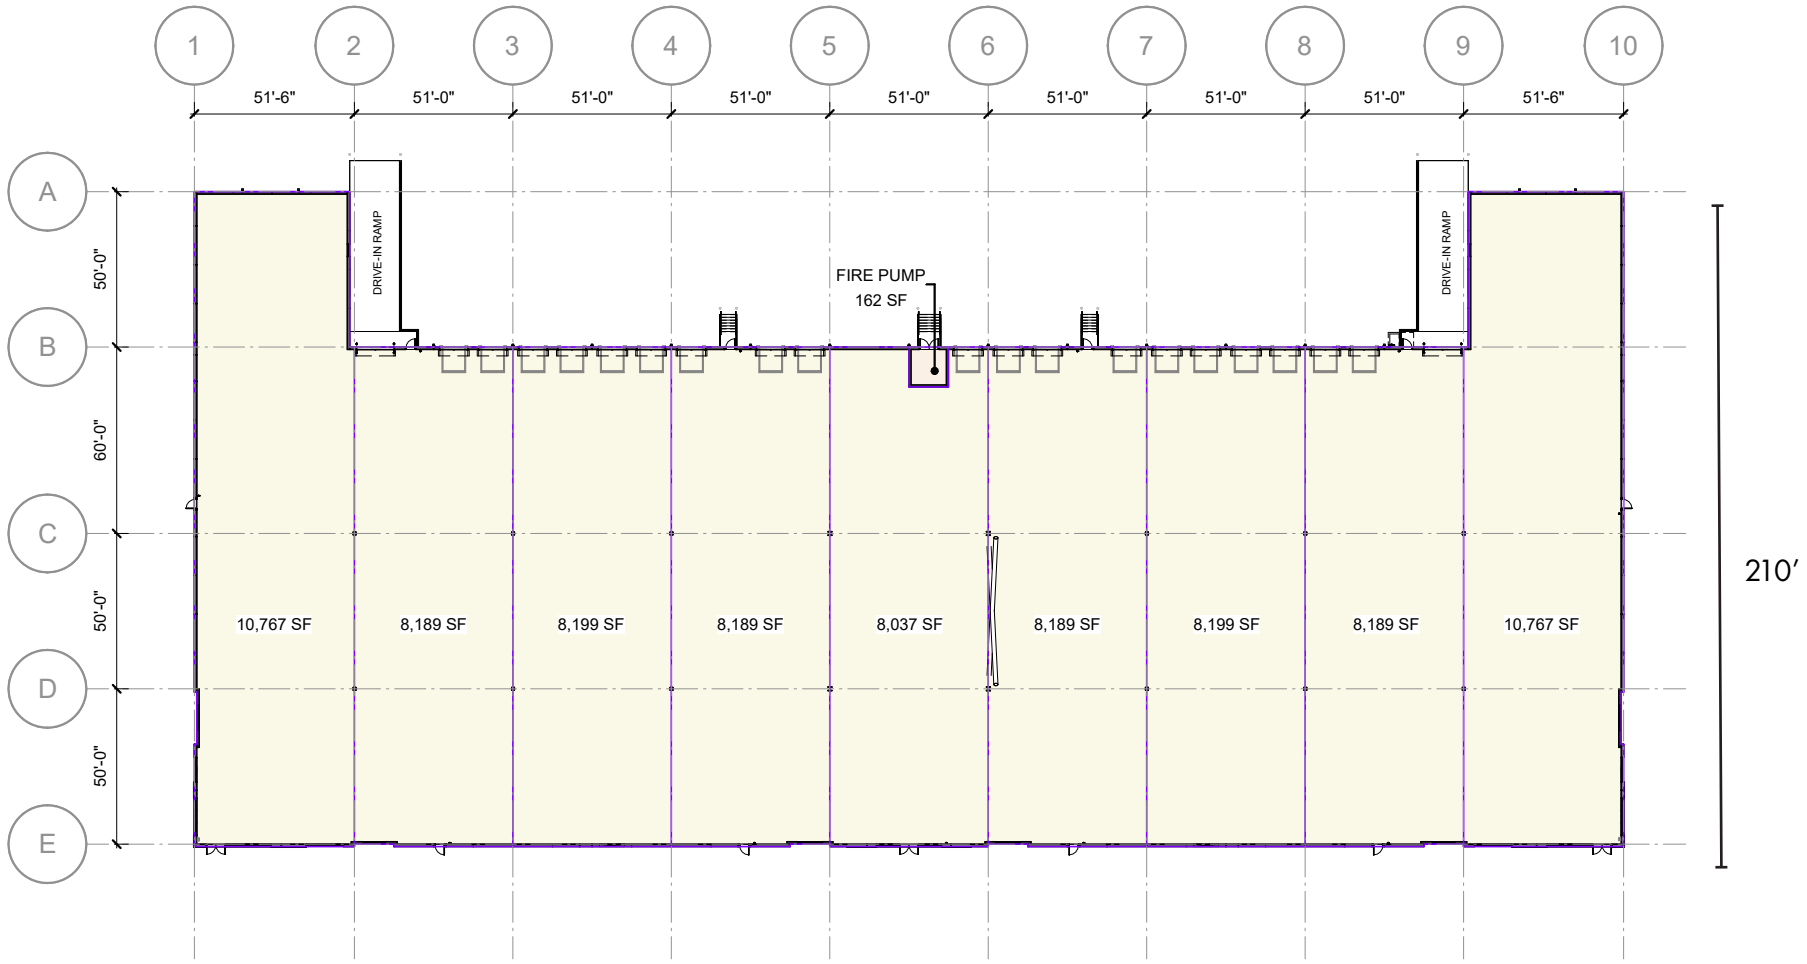 1 2 3 4 5 6 7 8 9 10
51'-6" 51'-0" 51'-0" 51'-0" 51'-0" 51'-0" 51'-0" 51'-0" 51'-6"
A
50'-0"
DRIVE-IN RAMP
DRIVE-IN RAMP
FIRE PUMP
162 SF
B
60'-0"
C
210'
50'-0"
10,767 SF 8,189 SF 8,199 SF 8,189 SF 8,037 SF 8,189 SF 8,199 SF 8,189 SF 10,767 SF
D
50'-0"
E